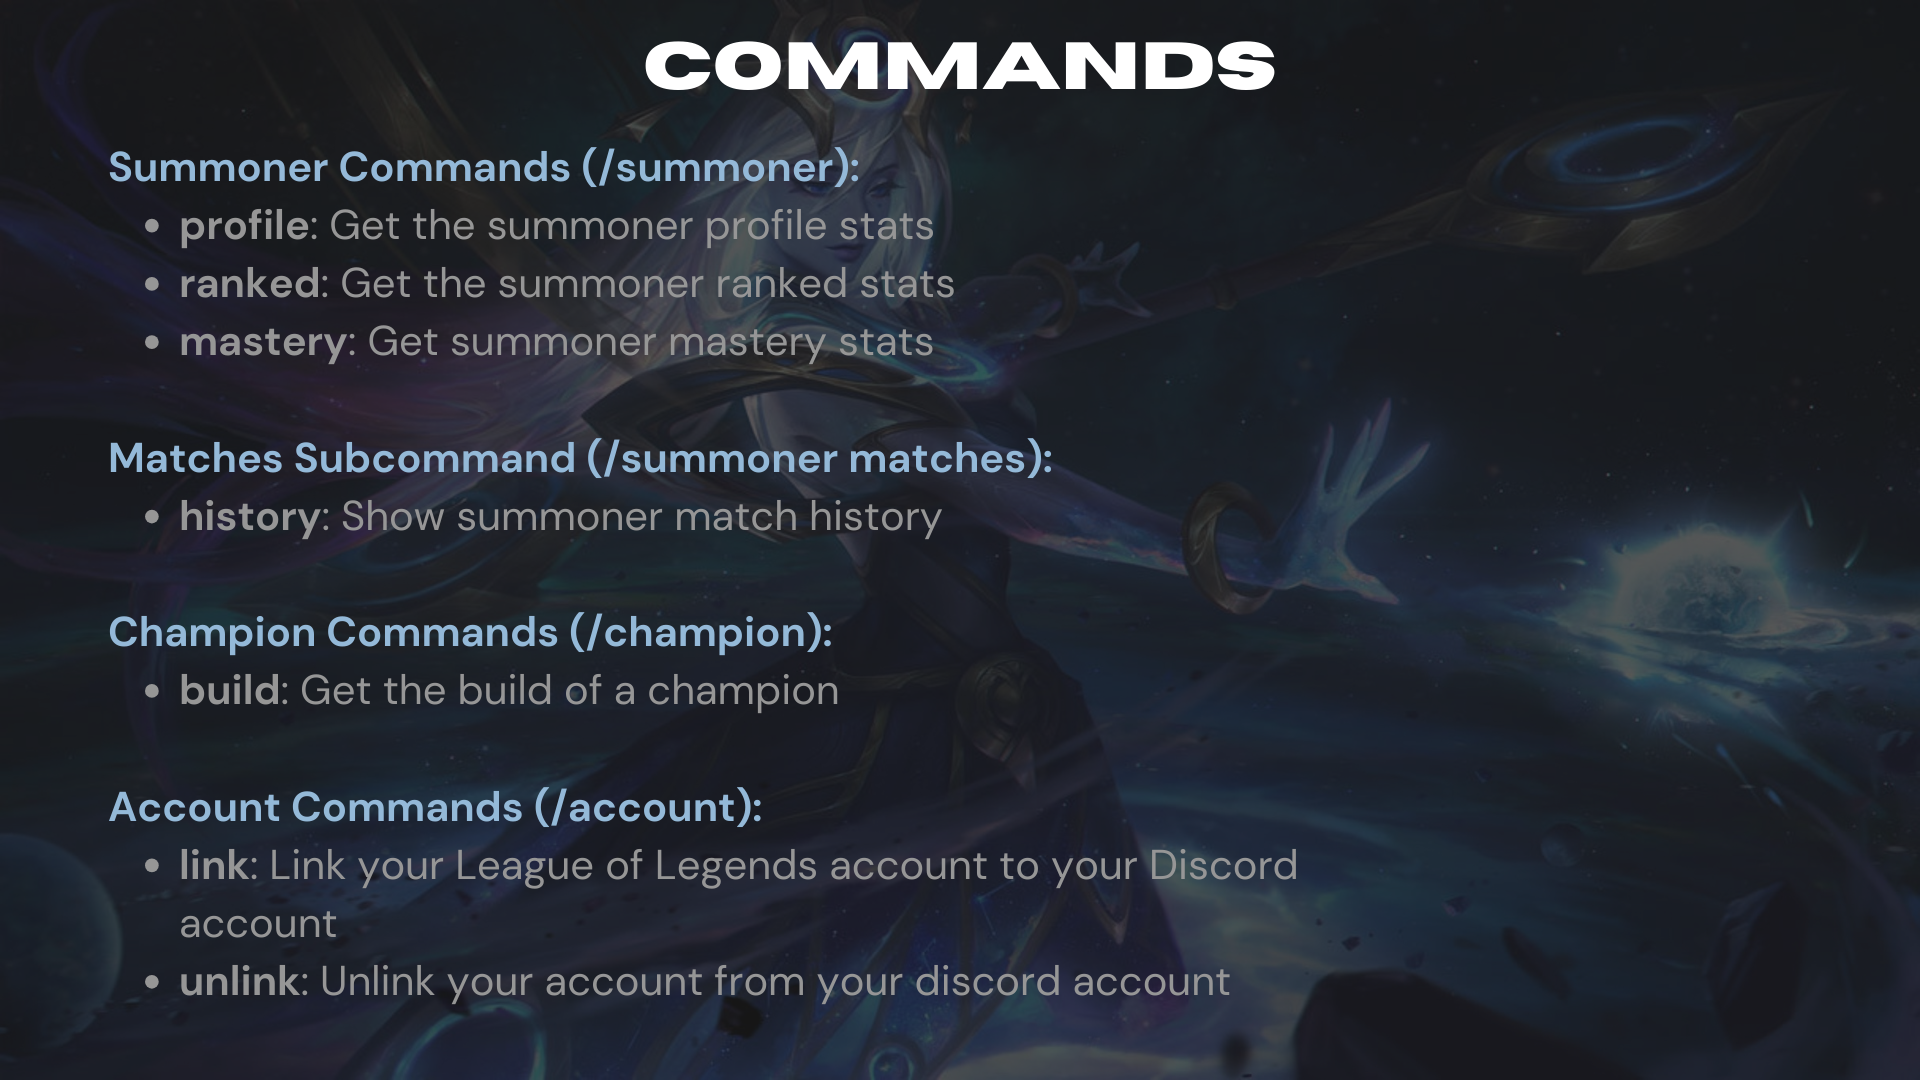 COMMANDS
Summoner Commands (/summoner):
• profile: Get the summoner profile stats
• ranked: Get the summoner ranked stats
• mastery: Get summoner mastery stats
Matches Subcommand (/summoner matches):
• history: Show summoner match history
Champion Commands (/champion):
• build: Get the build of a champion
Account Commands (/account):
• link: Link your League of Legends account to your Discord
account
• unlink: Unlink your account from your discord account